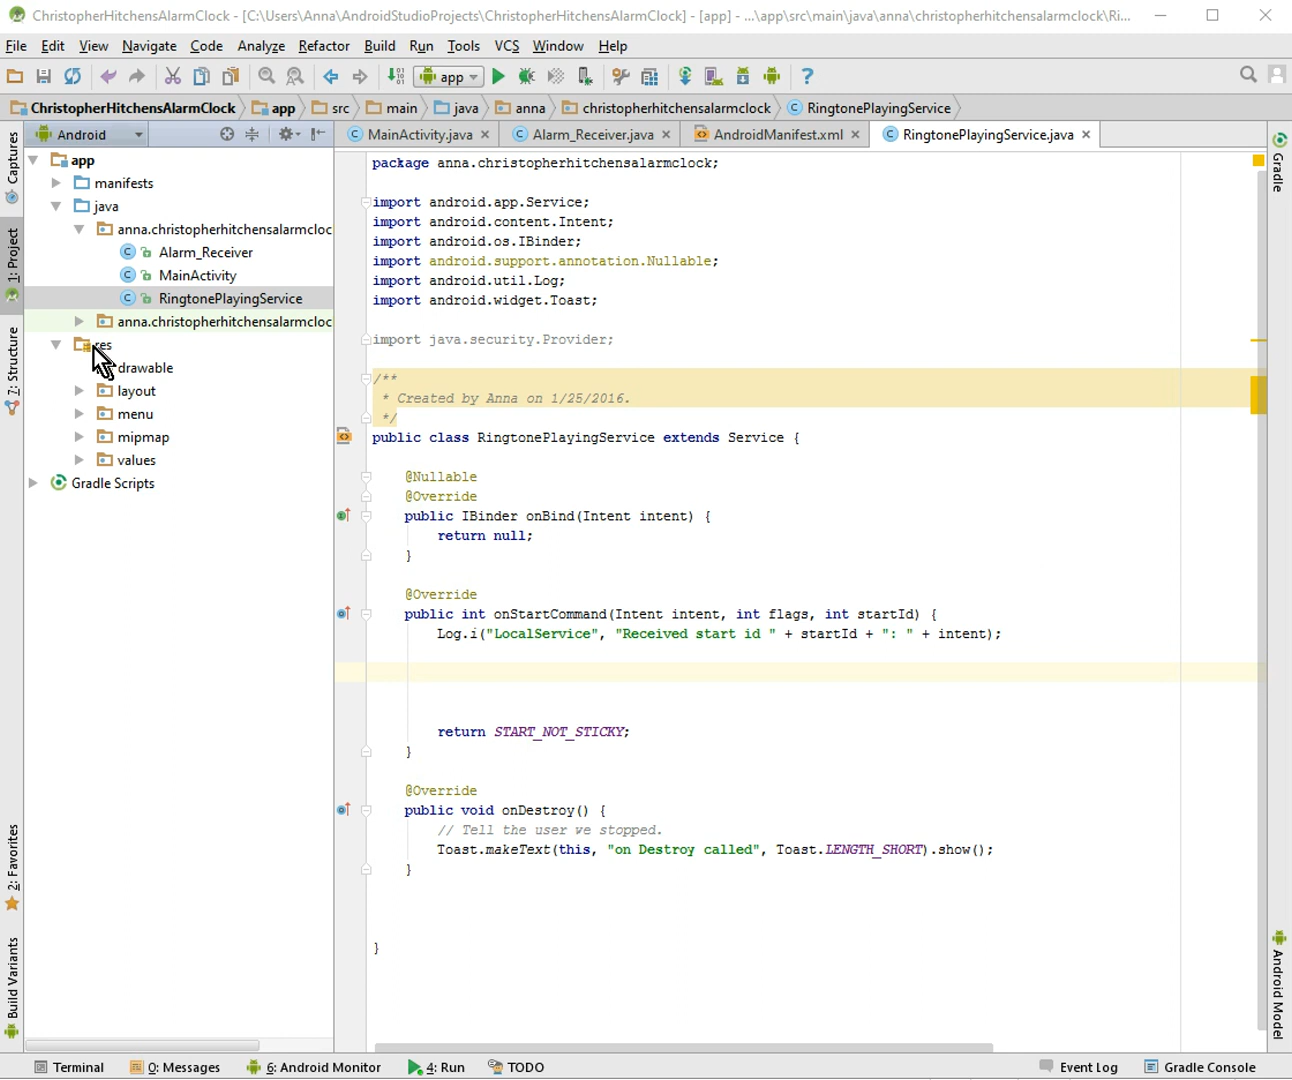 ChristopherHitchensAlarmClock - [C:\Users\Anna\AndroidStudioProjects\ChristopherHitchensAlarmClock] - [app] - ...\app\src\main\java\anna\christopherhitchensalarmclock\Ri...
File Edit View Navigate Code Analyze Refactor Build Run Tools VCS Window Help
app
ChristopherHitchensAlarmClock app src main java anna christopherhitchensalarmclock RingtonePlayingService
Android
MainActivity.java Alarm_Receiver.java AndroidManifest.xml RingtonePlayingService.java
Captures
1: Project
7: Structure
2: Favorites
Build Variants
app
manifests
java
anna.christopherhitchensalarmcloc
Alarm_Receiver
MainActivity
RingtonePlayingService
anna.christopherhitchensalarmcloc
res
drawable
layout
menu
mipmap
values
Gradle Scripts
package anna.christopherhitchensalarmclock;
import android.app.Service;
import android.content.Intent;
import android.os.IBinder;
import android.support.annotation.Nullable;
import android.util.Log;
import android.widget.Toast;
import java.security.Provider;
/**
* Created by Anna on 1/25/2016.
*/
public class RingtonePlayingService extends Service {
@Nullable
@Override
public IBinder onBind(Intent intent) {
return null;
}
@Override
public int onStartCommand(Intent intent, int flags, int startId) {
Log.i("LocalService", "Received start id " + startId + ": " + intent);
return START_NOT_STICKY;
}
@Override
public void onDestroy() {
// Tell the user we stopped.
Toast.makeText(this, "on Destroy called", Toast.LENGTH_SHORT).show();
}
}
Gradle
Android Model
Terminal 0: Messages 6: Android Monitor 4: Run TODO Event Log Gradle Console